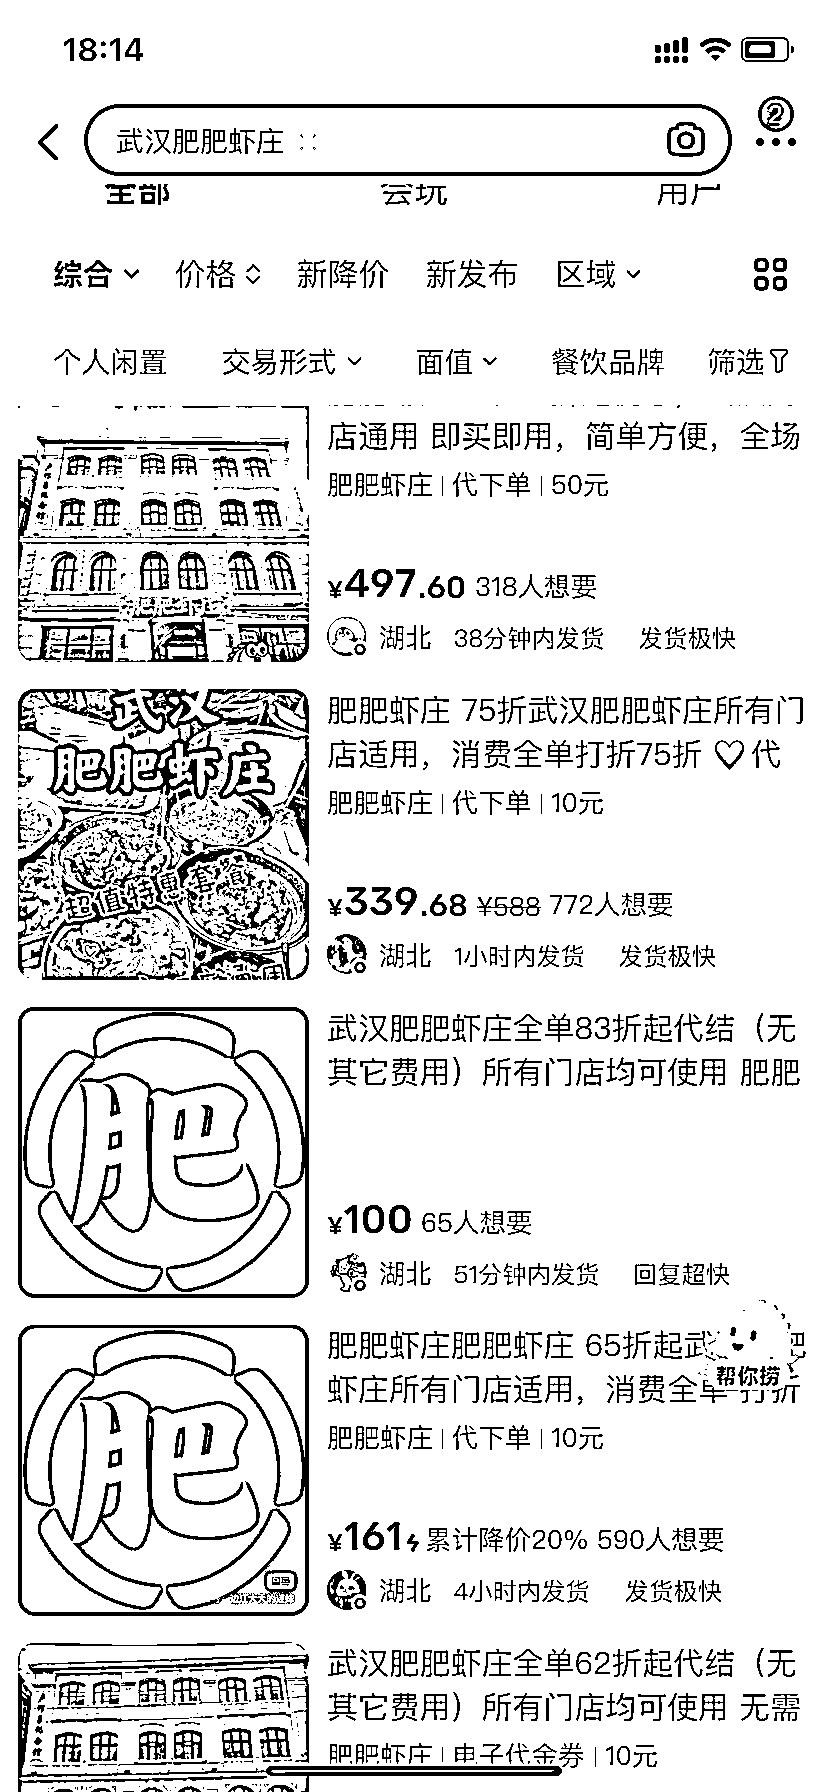 18:14
武汉肥肥虾庄
②
全部 会玩 用户
综合 价格 新降价 新发布 区域
个人闲置 交易形式 面值 餐饮品牌 筛选
店通用 即买即用，简单方便，全场
肥肥虾庄 | 代下单 | 50元
¥497.60 318人想要
湖北 38分钟内发货 发货极快
武汉
肥肥虾庄
超值特惠套餐
肥肥虾庄 75折武汉肥肥虾庄所有门
店适用，消费全单打折75折 ♡ 代
肥肥虾庄 | 代下单 | 10元
¥339.68 ¥588 772人想要
湖北 1小时内发货 发货极快
肥
武汉肥肥虾庄全单83折起代结（无
其它费用）所有门店均可使用 肥肥
¥100 65人想要
湖北 51分钟内发货 回复超快
肥
肥肥虾庄肥肥虾庄 65折起武 肥
虾庄所有门店适用，消费全单打折
帮你捞
肥肥虾庄 | 代下单 | 10元
¥161 累计降价20% 590人想要
湖北 4小时内发货 发货极快
武汉肥肥虾庄全单62折起代结（无
其它费用）所有门店均可使用 无需
肥肥虾庄 | 电子代金券 | 10元